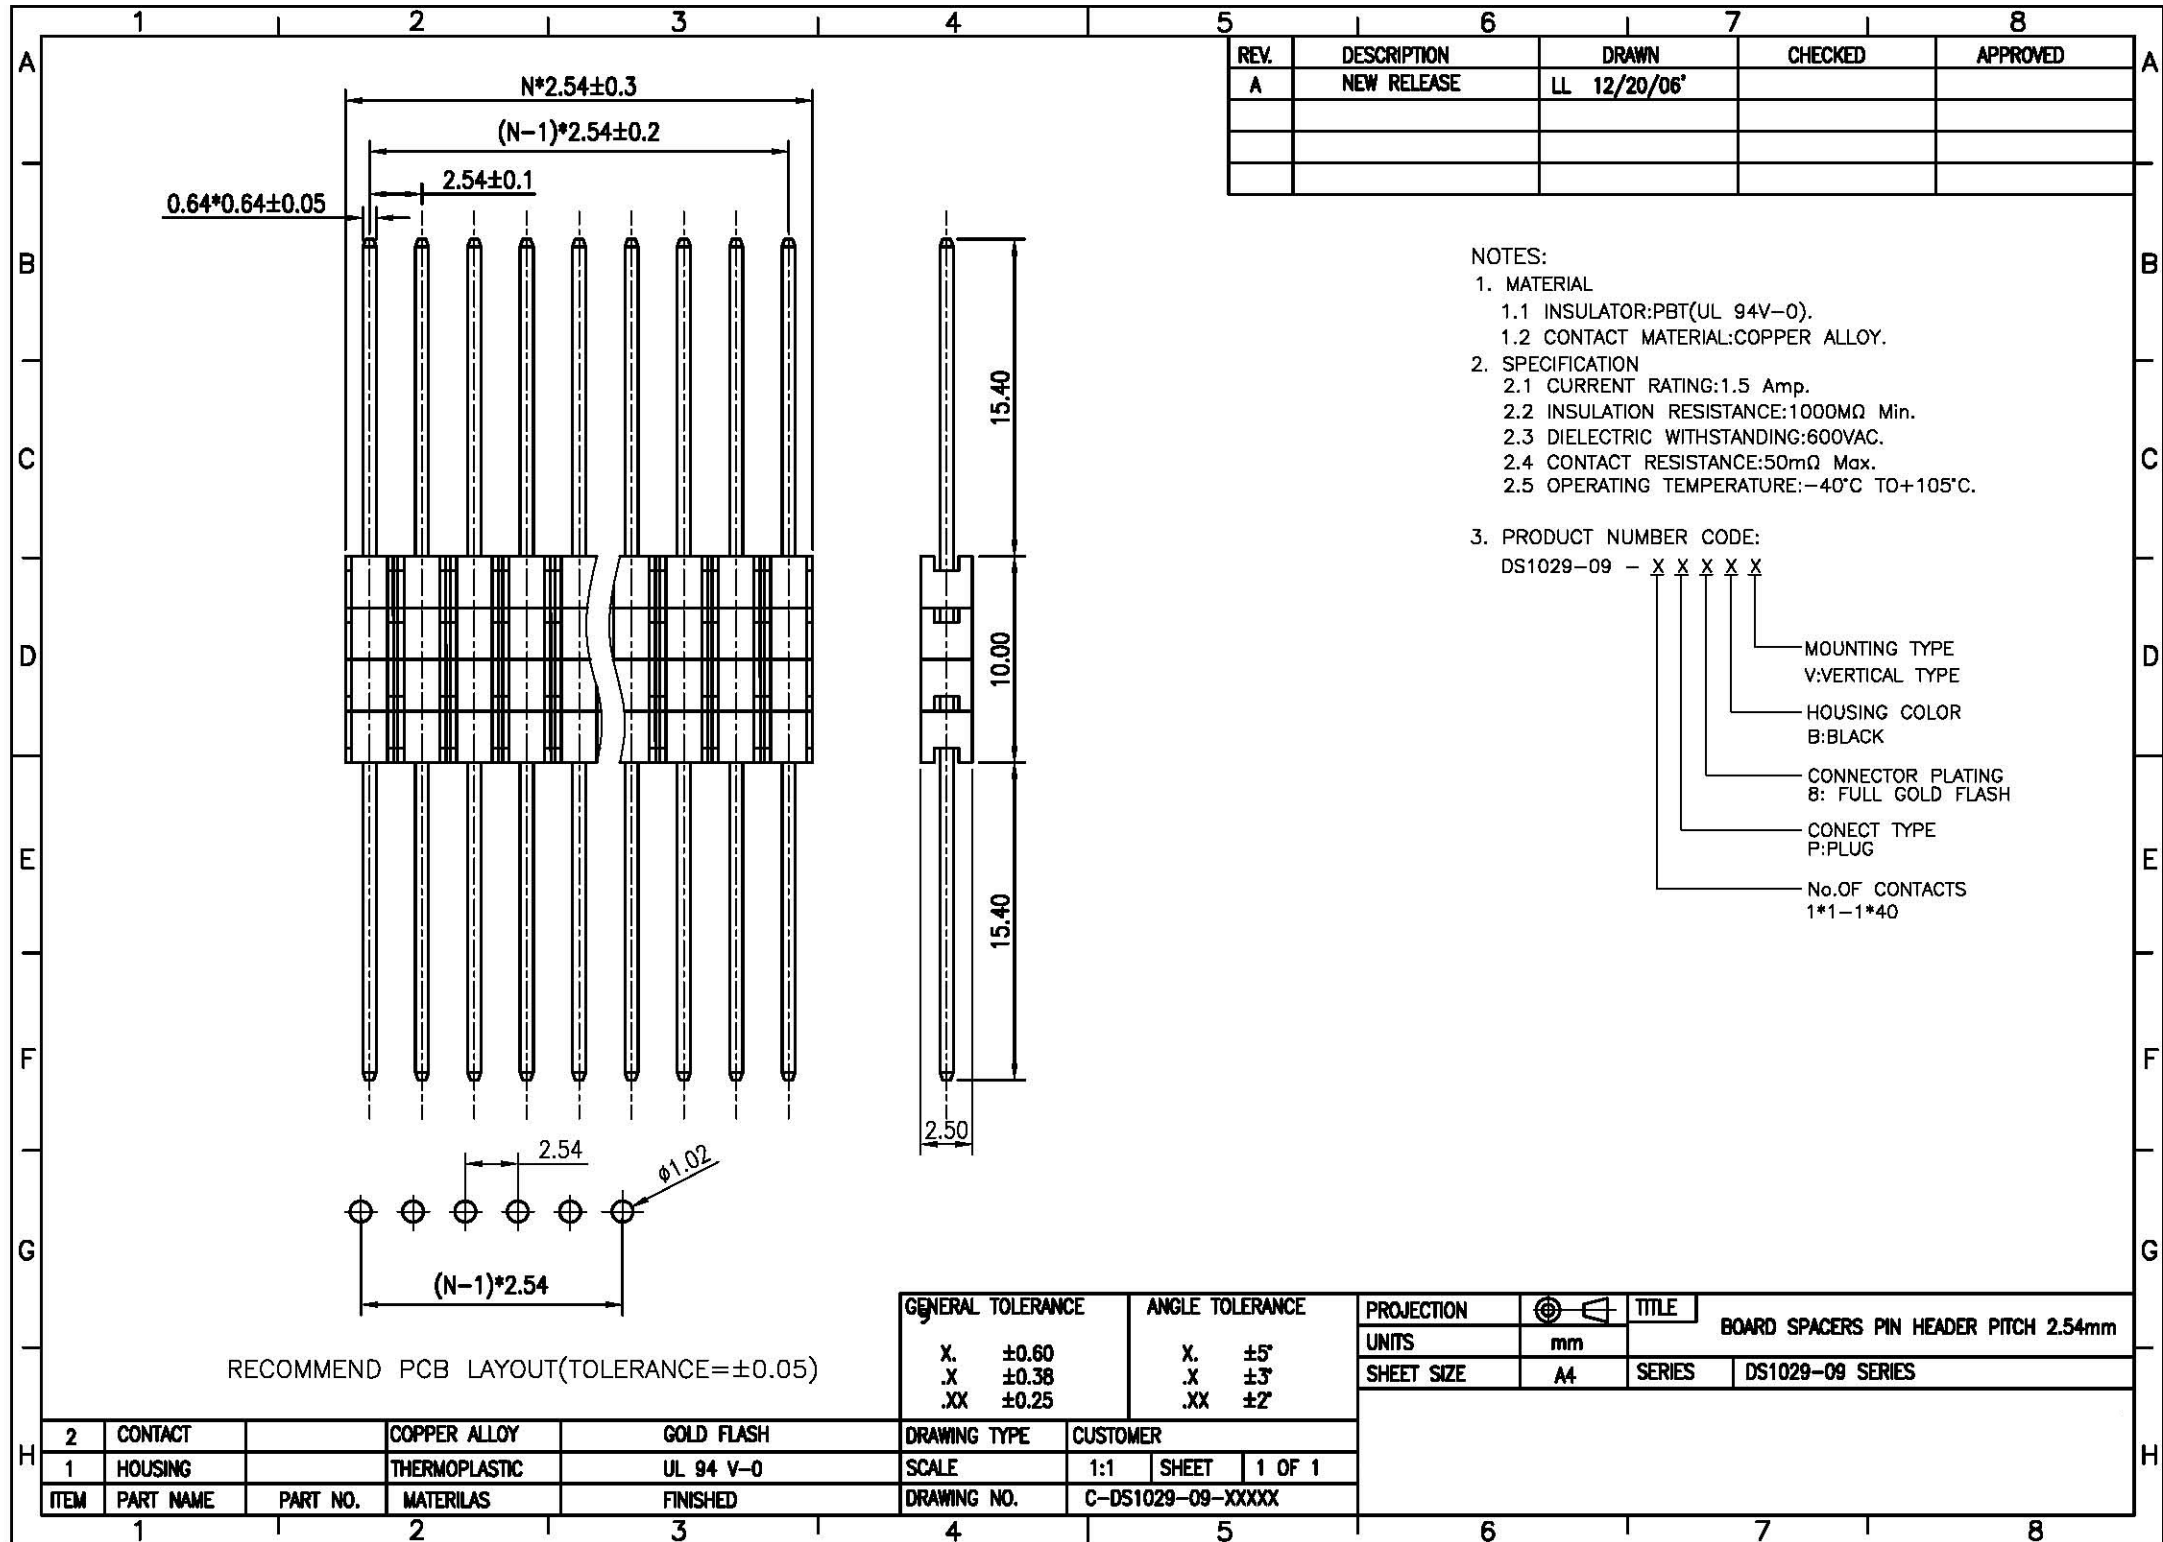 1 2 3 4 5 6 7 8
A A
B B
C C
D D
E E
F F
G G
H H
1 2 3 4 5 6 7 8
REV. DESCRIPTION DRAWN CHECKED APPROVED
A NEW RELEASE LL 12/20/06'
N*2.54±0.3
(N-1)*2.54±0.2
2.54±0.1
0.64*0.64±0.05
15.40
10.00
15.40
2.50
2.54
ø1.02
(N-1)*2.54
RECOMMEND PCB LAYOUT(TOLERANCE=±0.05)
NOTES:
1. MATERIAL
1.1 INSULATOR:PBT(UL 94V-0).
1.2 CONTACT MATERIAL:COPPER ALLOY.
2. SPECIFICATION
2.1 CURRENT RATING:1.5 Amp.
2.2 INSULATION RESISTANCE:1000MΩ Min.
2.3 DIELECTRIC WITHSTANDING:600VAC.
2.4 CONTACT RESISTANCE:50mΩ Max.
2.5 OPERATING TEMPERATURE:-40°C TO+105°C.
3. PRODUCT NUMBER CODE:
DS1029-09 - X X X X X
MOUNTING TYPE
V:VERTICAL TYPE
HOUSING COLOR
B:BLACK
CONNECTOR PLATING
8: FULL GOLD FLASH
CONECT TYPE
P:PLUG
No.OF CONTACTS
1*1-1*40
GENERAL TOLERANCE ANGLE TOLERANCE
9
X. ±0.60 X. ±5°
.X ±0.38 .X ±3°
.XX ±0.25 .XX ±2°
PROJECTION TITLE
BOARD SPACERS PIN HEADER PITCH 2.54mm
UNITS mm
SHEET SIZE A4 SERIES DS1029-09 SERIES
2 CONTACT COPPER ALLOY GOLD FLASH
1 HOUSING THERMOPLASTIC UL 94 V-0
ITEM PART NAME PART NO. MATERILAS FINISHED
DRAWING TYPE CUSTOMER
SCALE 1:1 SHEET 1 OF 1
DRAWING NO. C-DS1029-09-XXXXX